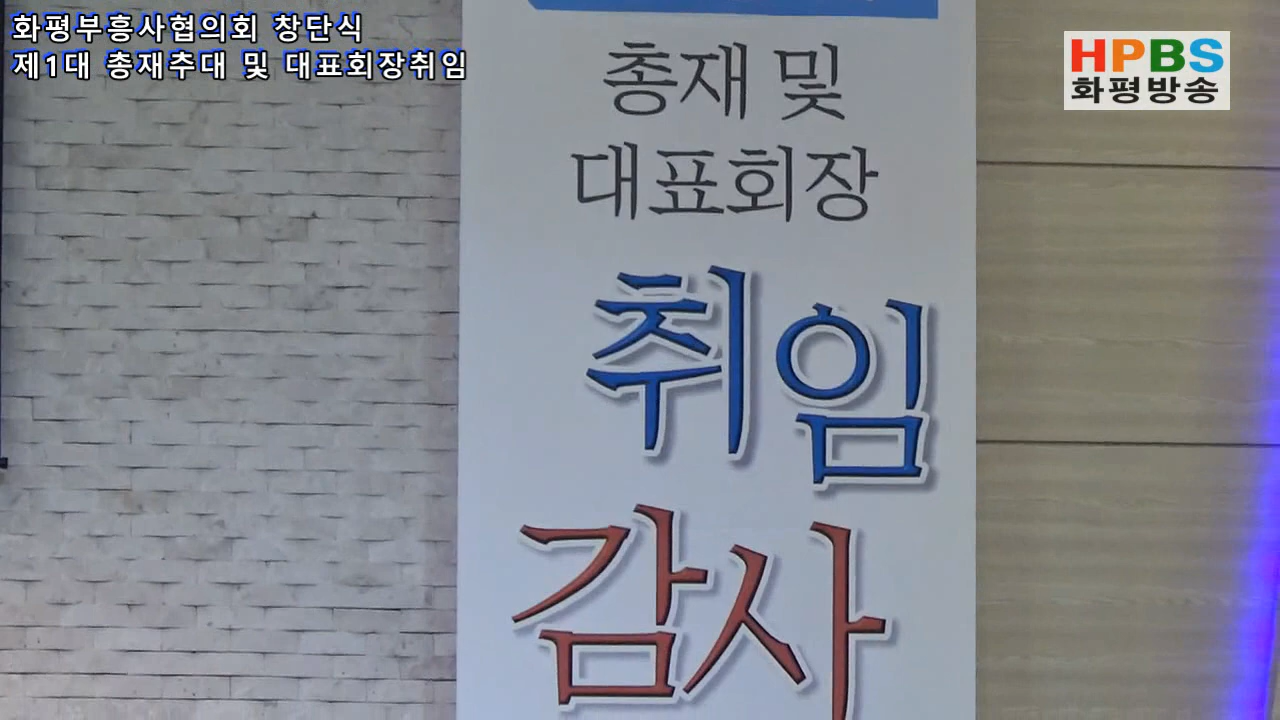 화평부흥사협의회 창단식
제1대 총재추대 및 대표회장취임
HPBS
화평방송
총재 및
대표회장
취임
감사